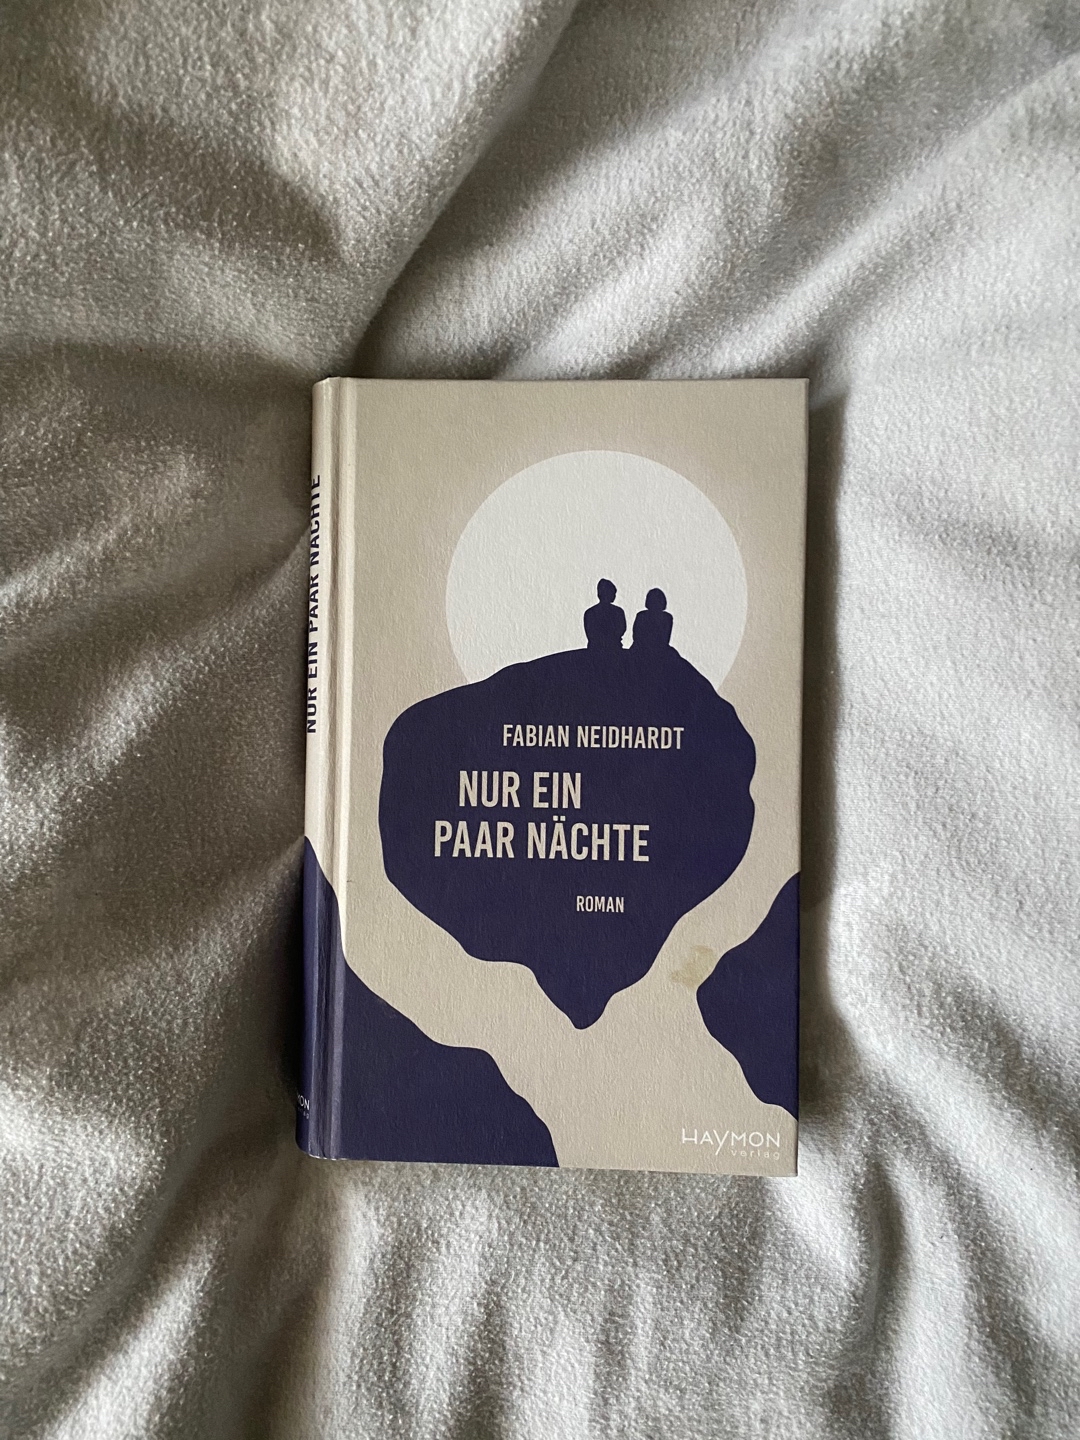 NUR EIN PAAR NÄCHTE
FABIAN NEIDHARDT
NUR EIN
PAAR NÄCHTE
ROMAN
HAYMON
verlag